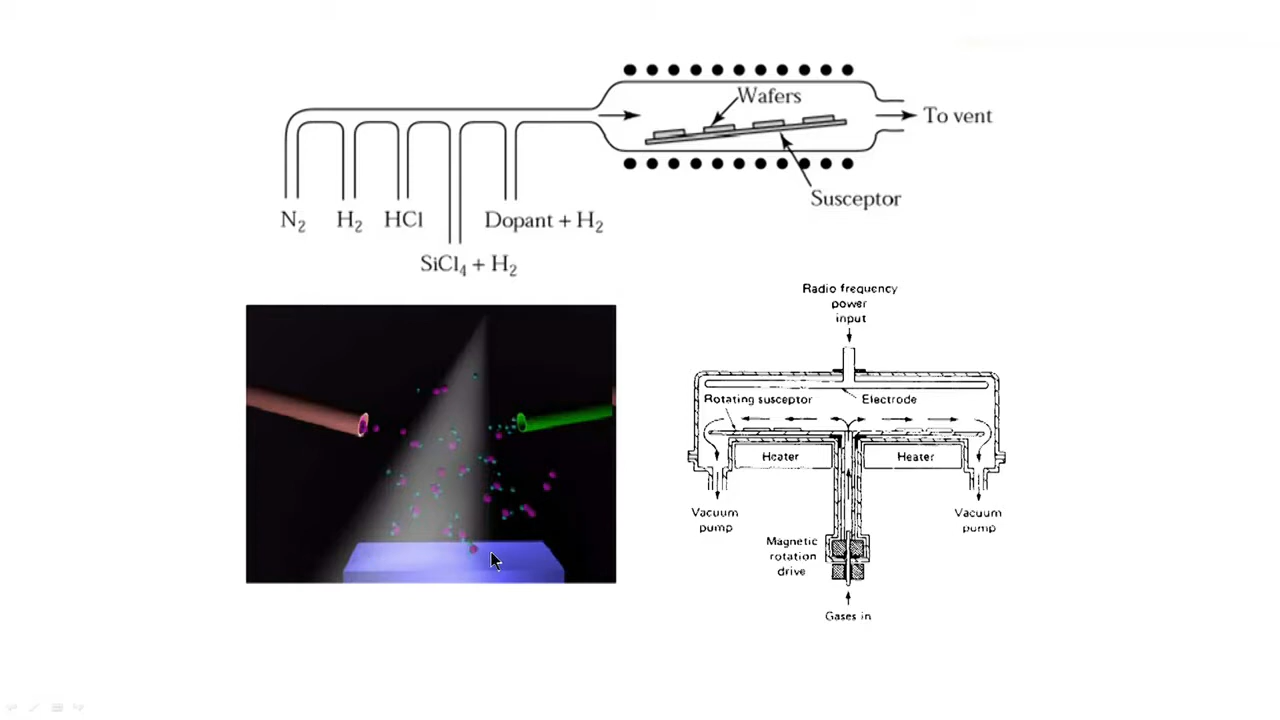 Wafers
To vent
Susceptor
N₂
H₂
HCl
Dopant + H₂
SiCl₄ + H₂
Radio frequency
power
input
Rotating susceptor
Electrode
Heater
Heater
Vacuum
pump
Vacuum
pump
Magnetic
rotation
drive
Gases in